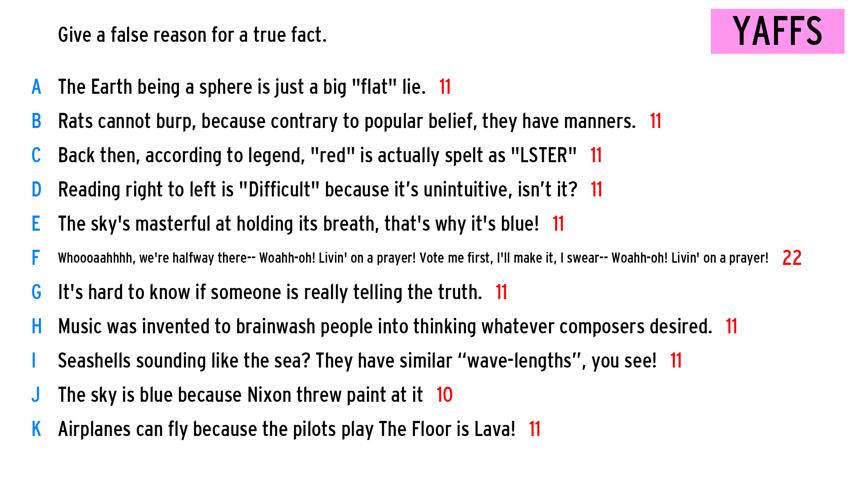 Give a false reason for a true fact.
YAFFS
A The Earth being a sphere is just a big "flat" lie. 11
B Rats cannot burp, because contrary to popular belief, they have manners. 11
C Back then, according to legend, "red" is actually spelt as "LSTER" 11
D Reading right to left is "Difficult" because it’s unintuitive, isn’t it? 11
E The sky's masterful at holding its breath, that's why it's blue! 11
F Whooooaahhhh, we're halfway there-- Woahh-oh! Livin' on a prayer! Vote me first, I'll make it, I swear-- Woahh-oh! Livin' on a prayer! 22
G It's hard to know if someone is really telling the truth. 11
H Music was invented to brainwash people into thinking whatever composers desired. 11
I Seashells sounding like the sea? They have similar “wave-lengths”, you see! 11
J The sky is blue because Nixon threw paint at it 10
K Airplanes can fly because the pilots play The Floor is Lava! 11